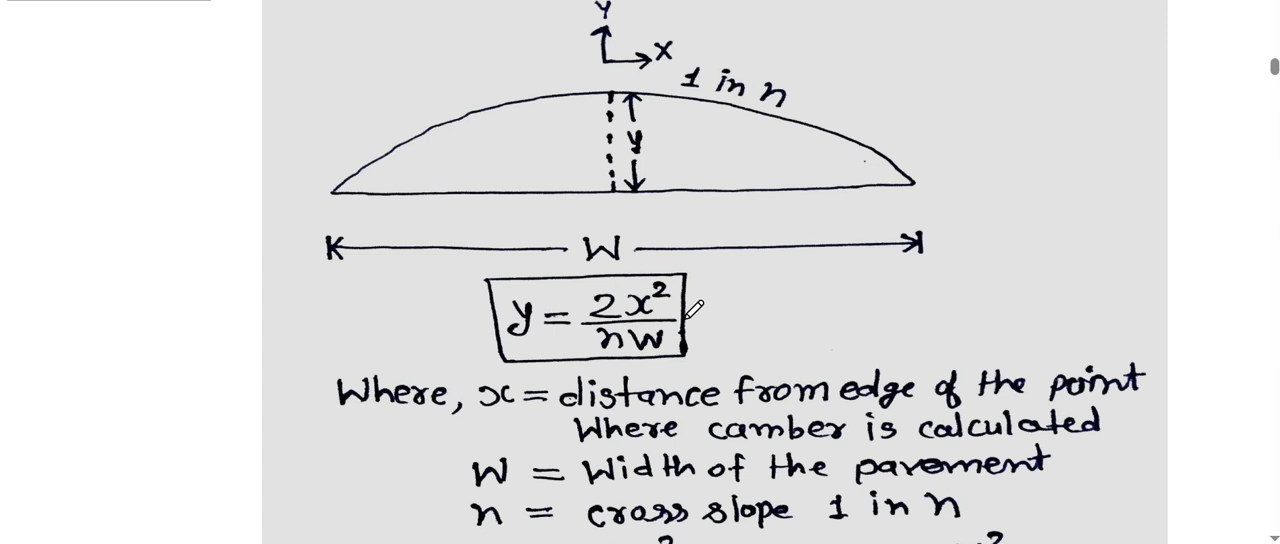 Y
X
1 in n
y
W
y = 2x²/nw
Where, x = distance from edge of the point
Where camber is calculated
W = Width of the pavement
n = cross slope 1 in n